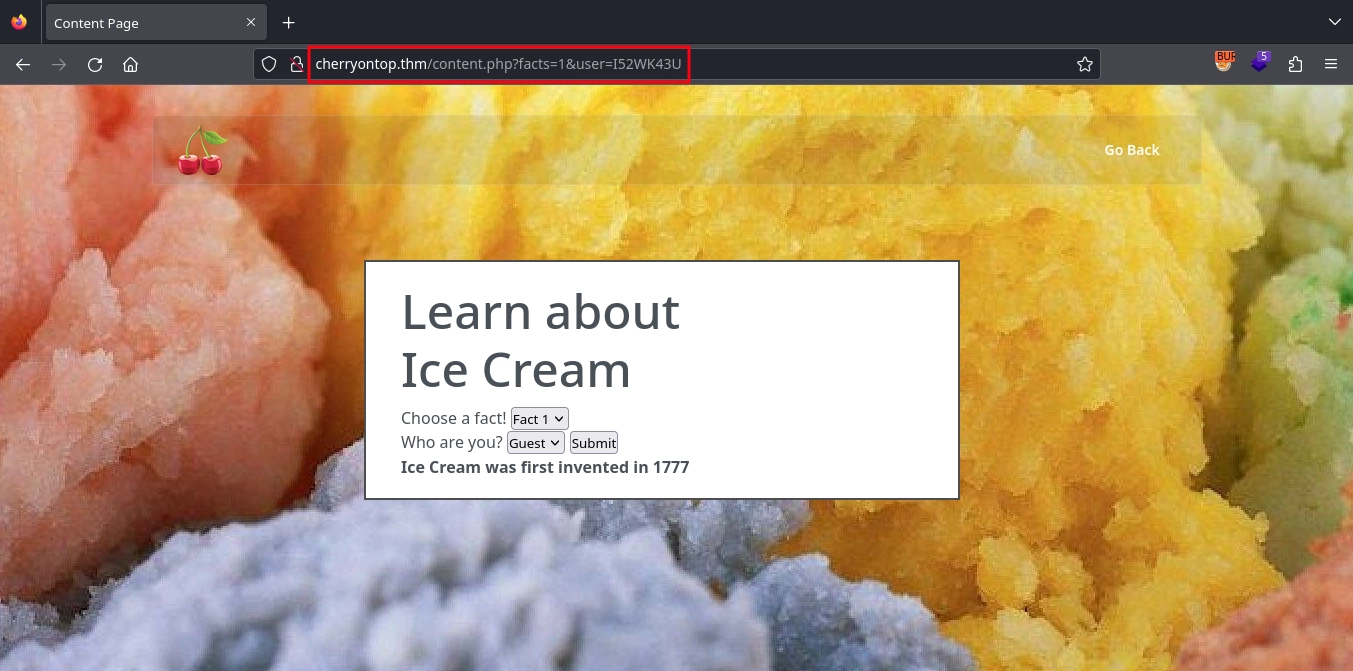 Content Page
cherryontop.thm/content.php?facts=1&user=I52WK43U
BUR
5
Go Back
Learn about
Ice Cream
Choose a fact! Fact 1
Who are you? Guest Submit
Ice Cream was first invented in 1777